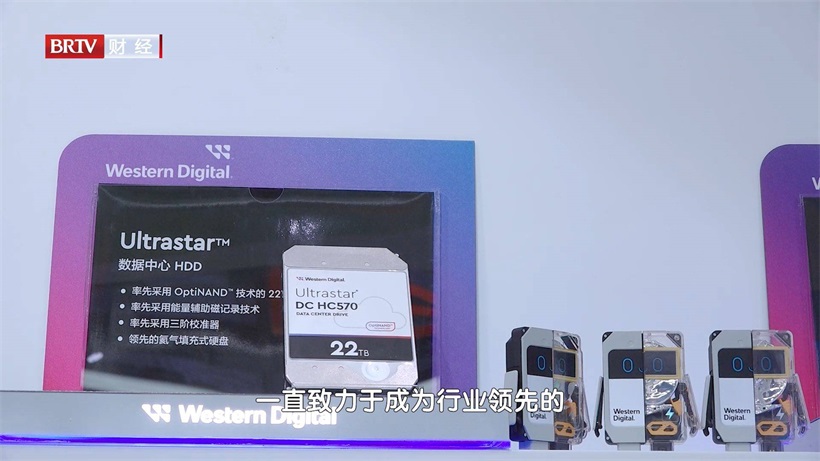 BRTV 财经
Western Digital
Ultrastar™
数据中心 HDD
• 率先采用 OptiNAND™ 技术的 22
• 率先采用能量辅助磁记录技术
• 率先采用三阶校准器
• 领先的氦气填充式硬盘
Western Digital.
Ultrastar®
DC HC570
DATA CENTER DRIVE
OptiNAND
22TB
一直致力于成为行业领先的
Western Digital
Western Digital.
Western
Digital.
Western
Digital.